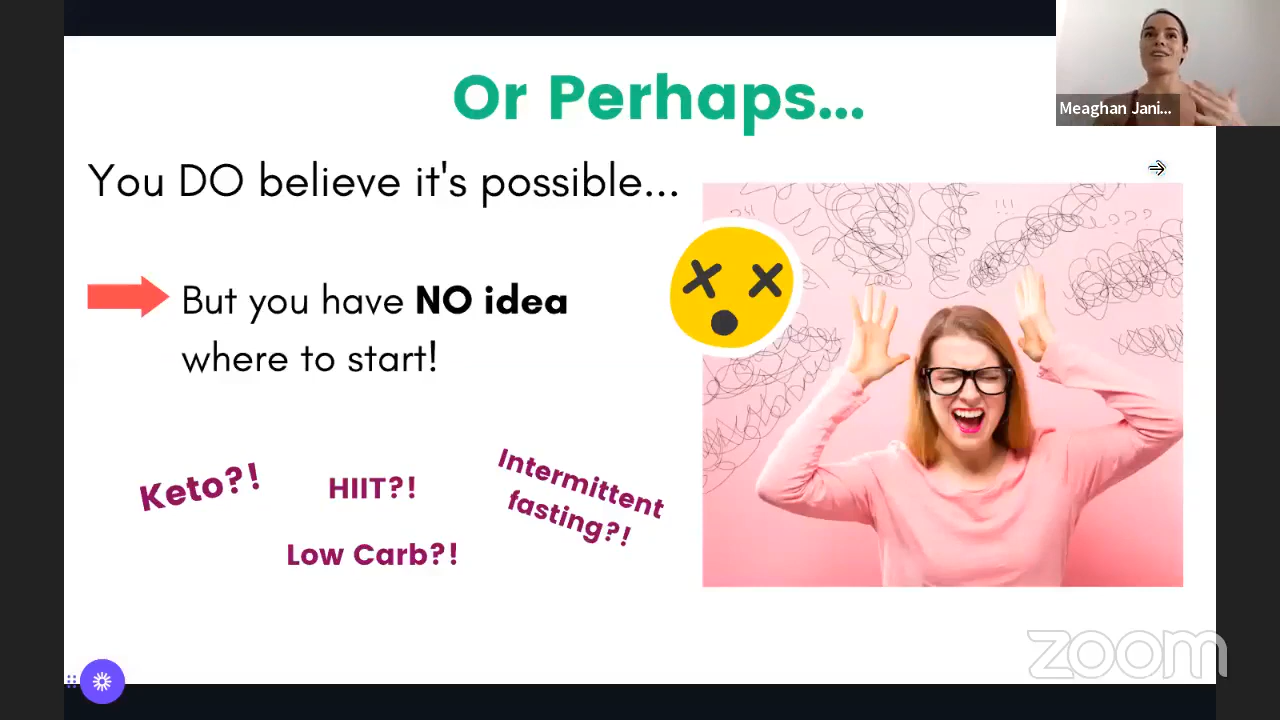 Or Perhaps...
Meaghan Jani...
You DO believe it's possible...
But you have NO idea
where to start!
Keto?!
HIIT?!
Intermittent
fasting?!
Low Carb?!
zoom